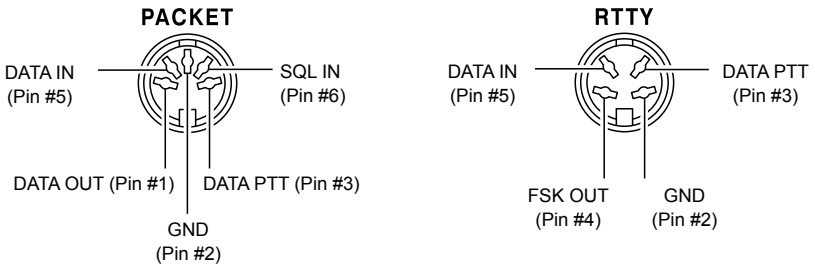 PACKET
DATA IN
(Pin #5)
SQL IN
(Pin #6)
DATA OUT (Pin #1)
DATA PTT (Pin #3)
GND
(Pin #2)
RTTY
DATA IN
(Pin #5)
DATA PTT
(Pin #3)
FSK OUT
(Pin #4)
GND
(Pin #2)